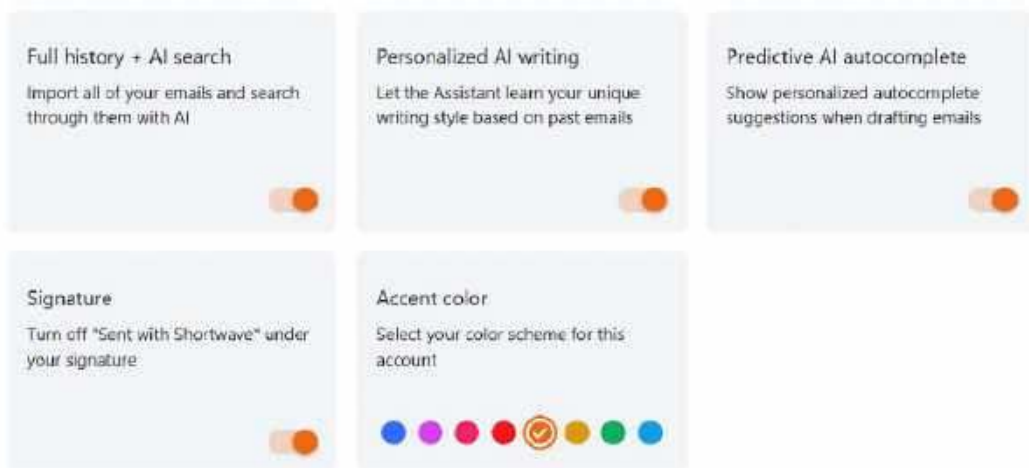 Full history + AI search
Import all of your emails and search
through them with AI
Personalized AI writing
Let the Assistant learn your unique
writing style based on past emails
Predictive AI autocomplete
Show personalized autocomplete
suggestions when drafting emails
Signature
Turn off "Sent with Shortwave" under
your signature
Accent color
Select your color scheme for this
account